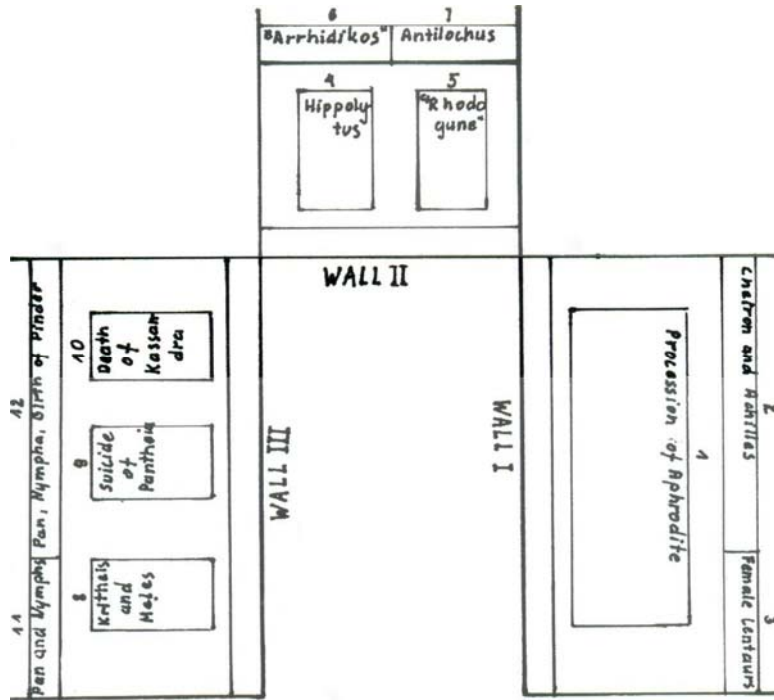 6
7
"Arrhidikos"
Antilochus
4
5
Hippoly
tus
"Rhodo
gune"
WALL II
WALL I
1
Procession of Aphrodite
2
Cheiron and Achilles
3
Female Centaurs
WALL III
10
Death
of
Kassan
dra
9
Suicide
of
Pantheia
8
Kritheis
and
Meles
12
Pan, Nympha, Birth of Pindar
11
Pan and Nymphs